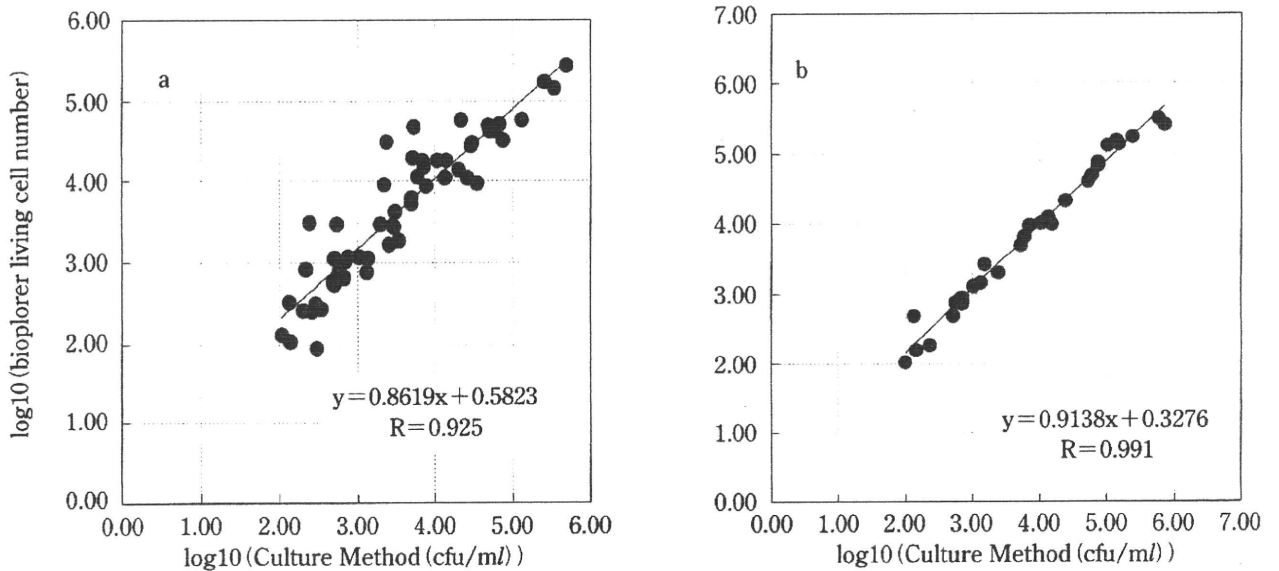 log10 (bioplorer living cell number)
6.00
5.00
4.00
3.00
2.00
1.00
0.00
a
y=0.8619x+0.5823
R=0.925
0.00 1.00 2.00 3.00 4.00 5.00 6.00
log10 (Culture Method (cfu/ml))
7.00
6.00
5.00
4.00
3.00
2.00
1.00
0.00
b
y=0.9138x+0.3276
R=0.991
0.00 1.00 2.00 3.00 4.00 5.00 6.00 7.00
log10 (Culture Method (cfu/ml))